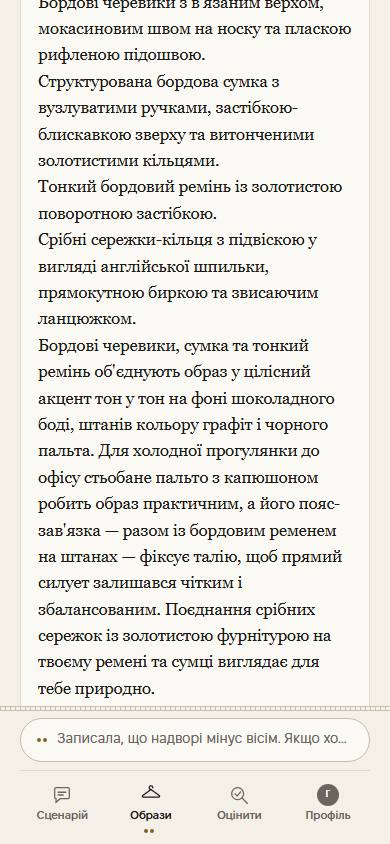 Бордові черевики з в'язаним верхом,
мокасиновим швом на носку та пласкою
рифленою підошвою.
Структурована бордова сумка з
вузлуватими ручками, застібкою-
блискавкою зверху та витонченими
золотистими кільцями.
Тонкий бордовий ремінь із золотистою
поворотною застібкою.
Срібні сережки-кільця з підвіскою у
вигляді англійської шпильки,
прямокутною биркою та звисаючим
ланцюжком.
Бордові черевики, сумка та тонкий
ремінь об'єднують образ у цілісний
акцент тон у тон на фоні шоколадного
боді, штанів кольору графіт і чорного
пальта. Для холодної прогулянки до
офісу стьобане пальто з капюшоном
робить образ практичним, а його пояс-
зав'язка — разом із бордовим ременем
на штанах — фіксує талію, щоб прямий
силует залишався чітким і
збалансованим. Поєднання срібних
сережок із золотистою фурнітурою на
твоєму ремені та сумці виглядає для
тебе природно.
Записала, що надворі мінус вісім. Якщо хо...
Сценарій
Образи
Оцінити
Г
Профіль